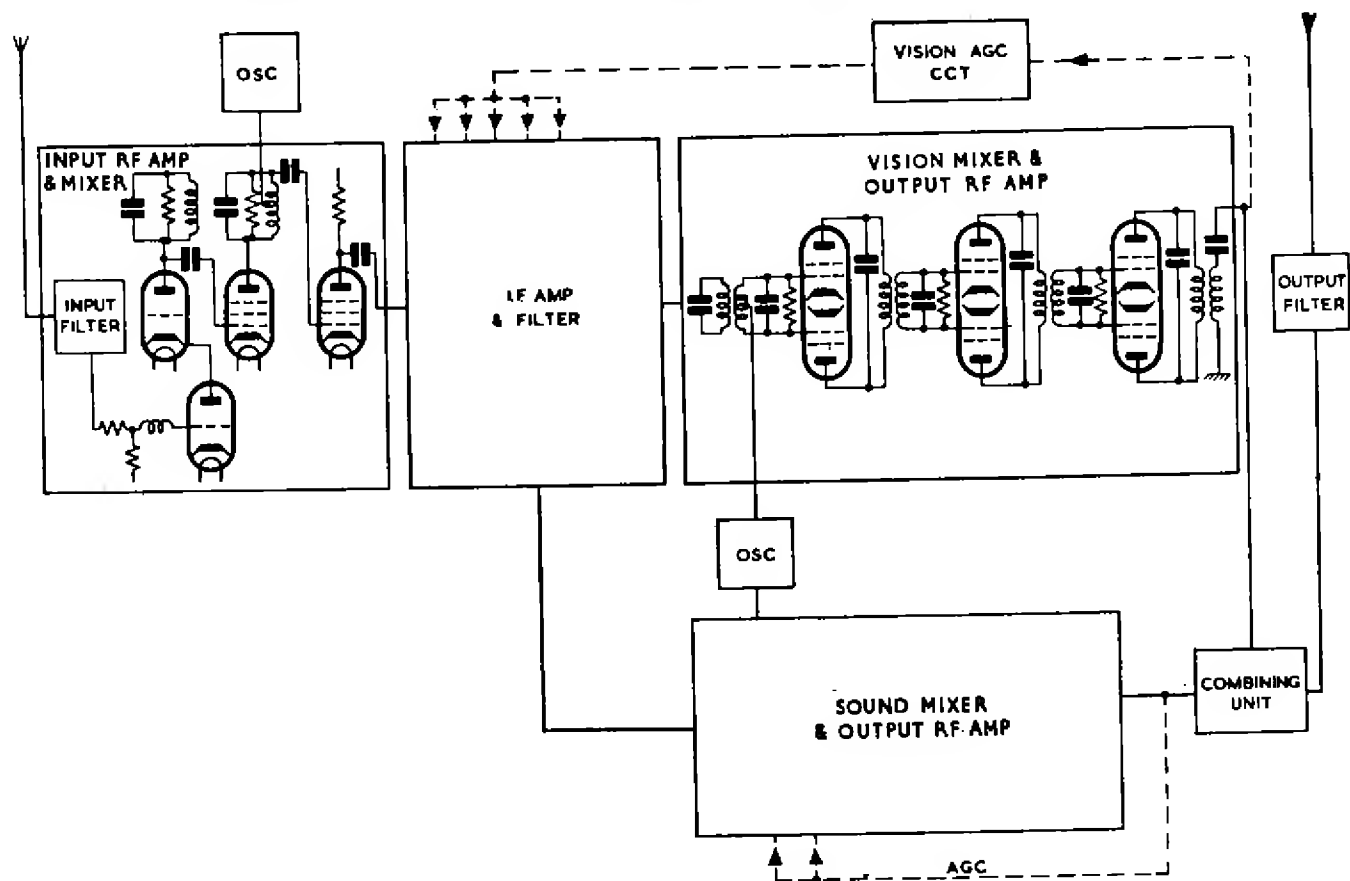 OSC
VISION AGC
CCT
INPUT RF AMP
& MIXER
VISION MIXER &
OUTPUT RF AMP
INPUT
FILTER
I.F AMP
& FILTER
OUTPUT
FILTER
OSC
SOUND MIXER
& OUTPUT RF AMP
COMBINING
UNIT
AGC